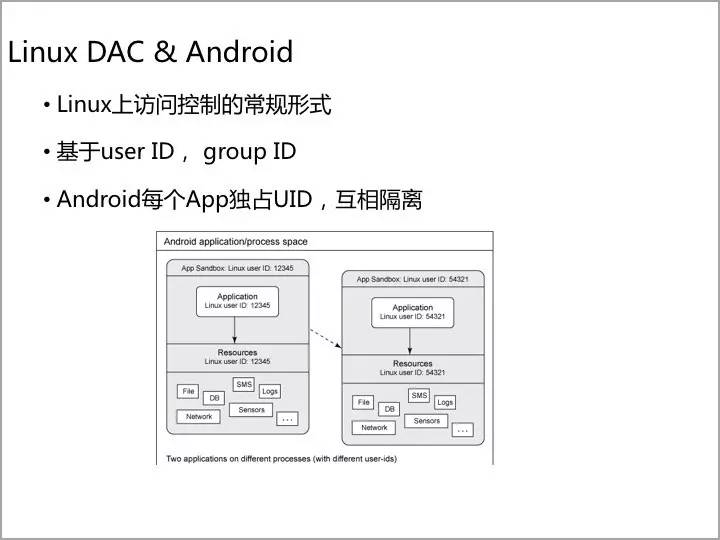 Linux DAC & Android
• Linux上访问控制的常规形式
• 基于user ID， group ID
• Android每个App独占UID，互相隔离
Android application/process space
App Sandbox: Linux user ID: 12345
Application
Linux user ID: 12345
Resources
Linux user ID: 12345
File
DB
SMS
Logs
Network
Sensors
...
App Sandbox: Linux user ID: 54321
Application
Linux user ID: 54321
Resources
Linux user ID: 54321
File
DB
SMS
Logs
Network
Sensors
...
Two applications on different processes (with different user-ids)